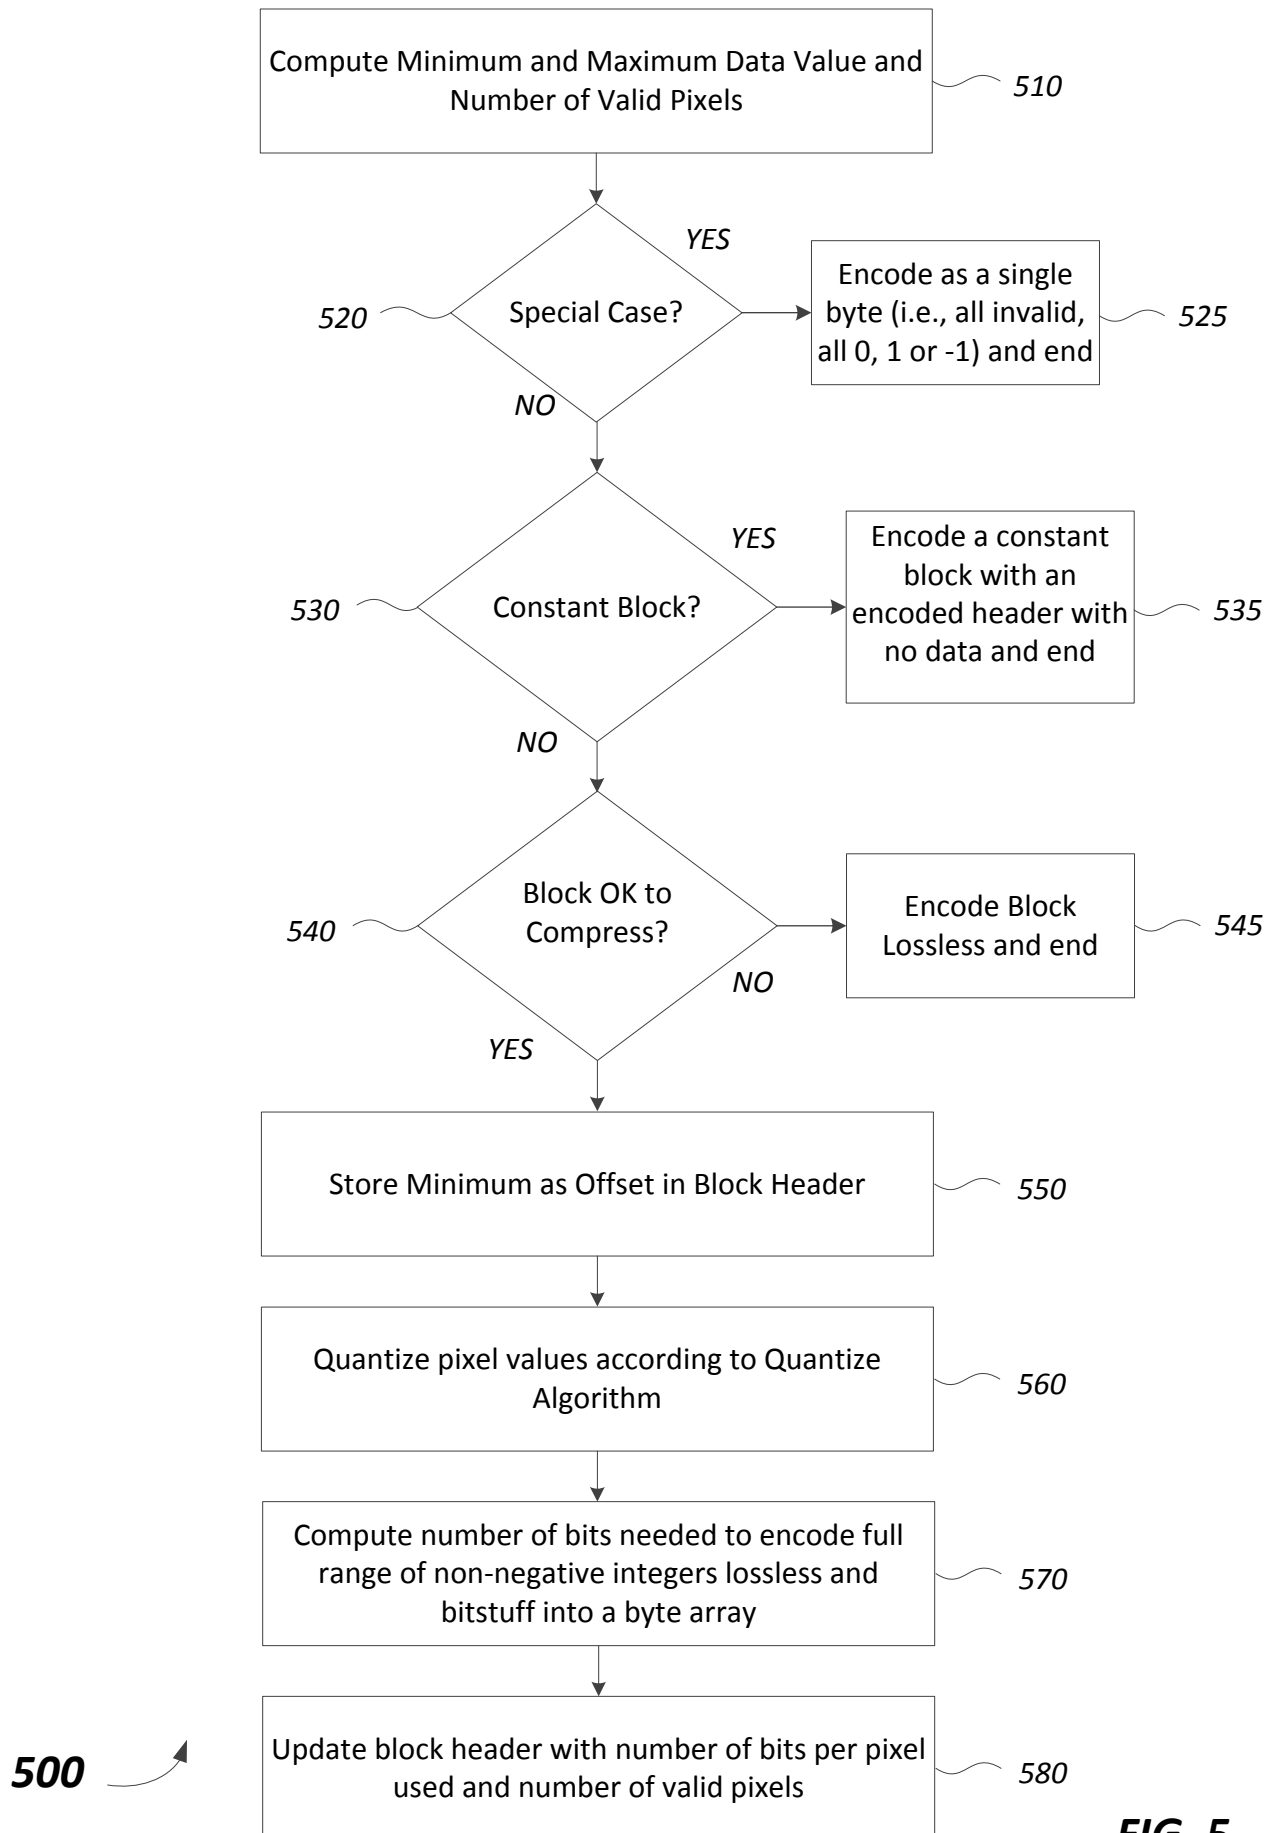 Compute Minimum and Maximum Data Value and
Number of Valid Pixels
510
YES
Special Case?
520
Encode as a single
byte (i.e., all invalid,
all 0, 1 or -1) and end
525
NO
YES
Constant Block?
530
Encode a constant
block with an
encoded header with
no data and end
535
NO
Block OK to
Compress?
540
Encode Block
Lossless and end
545
NO
YES
Store Minimum as Offset in Block Header
550
Quantize pixel values according to Quantize
Algorithm
560
Compute number of bits needed to encode full
range of non-negative integers lossless and
bitstuff into a byte array
570
Update block header with number of bits per pixel
used and number of valid pixels
580
500
FIG. 5